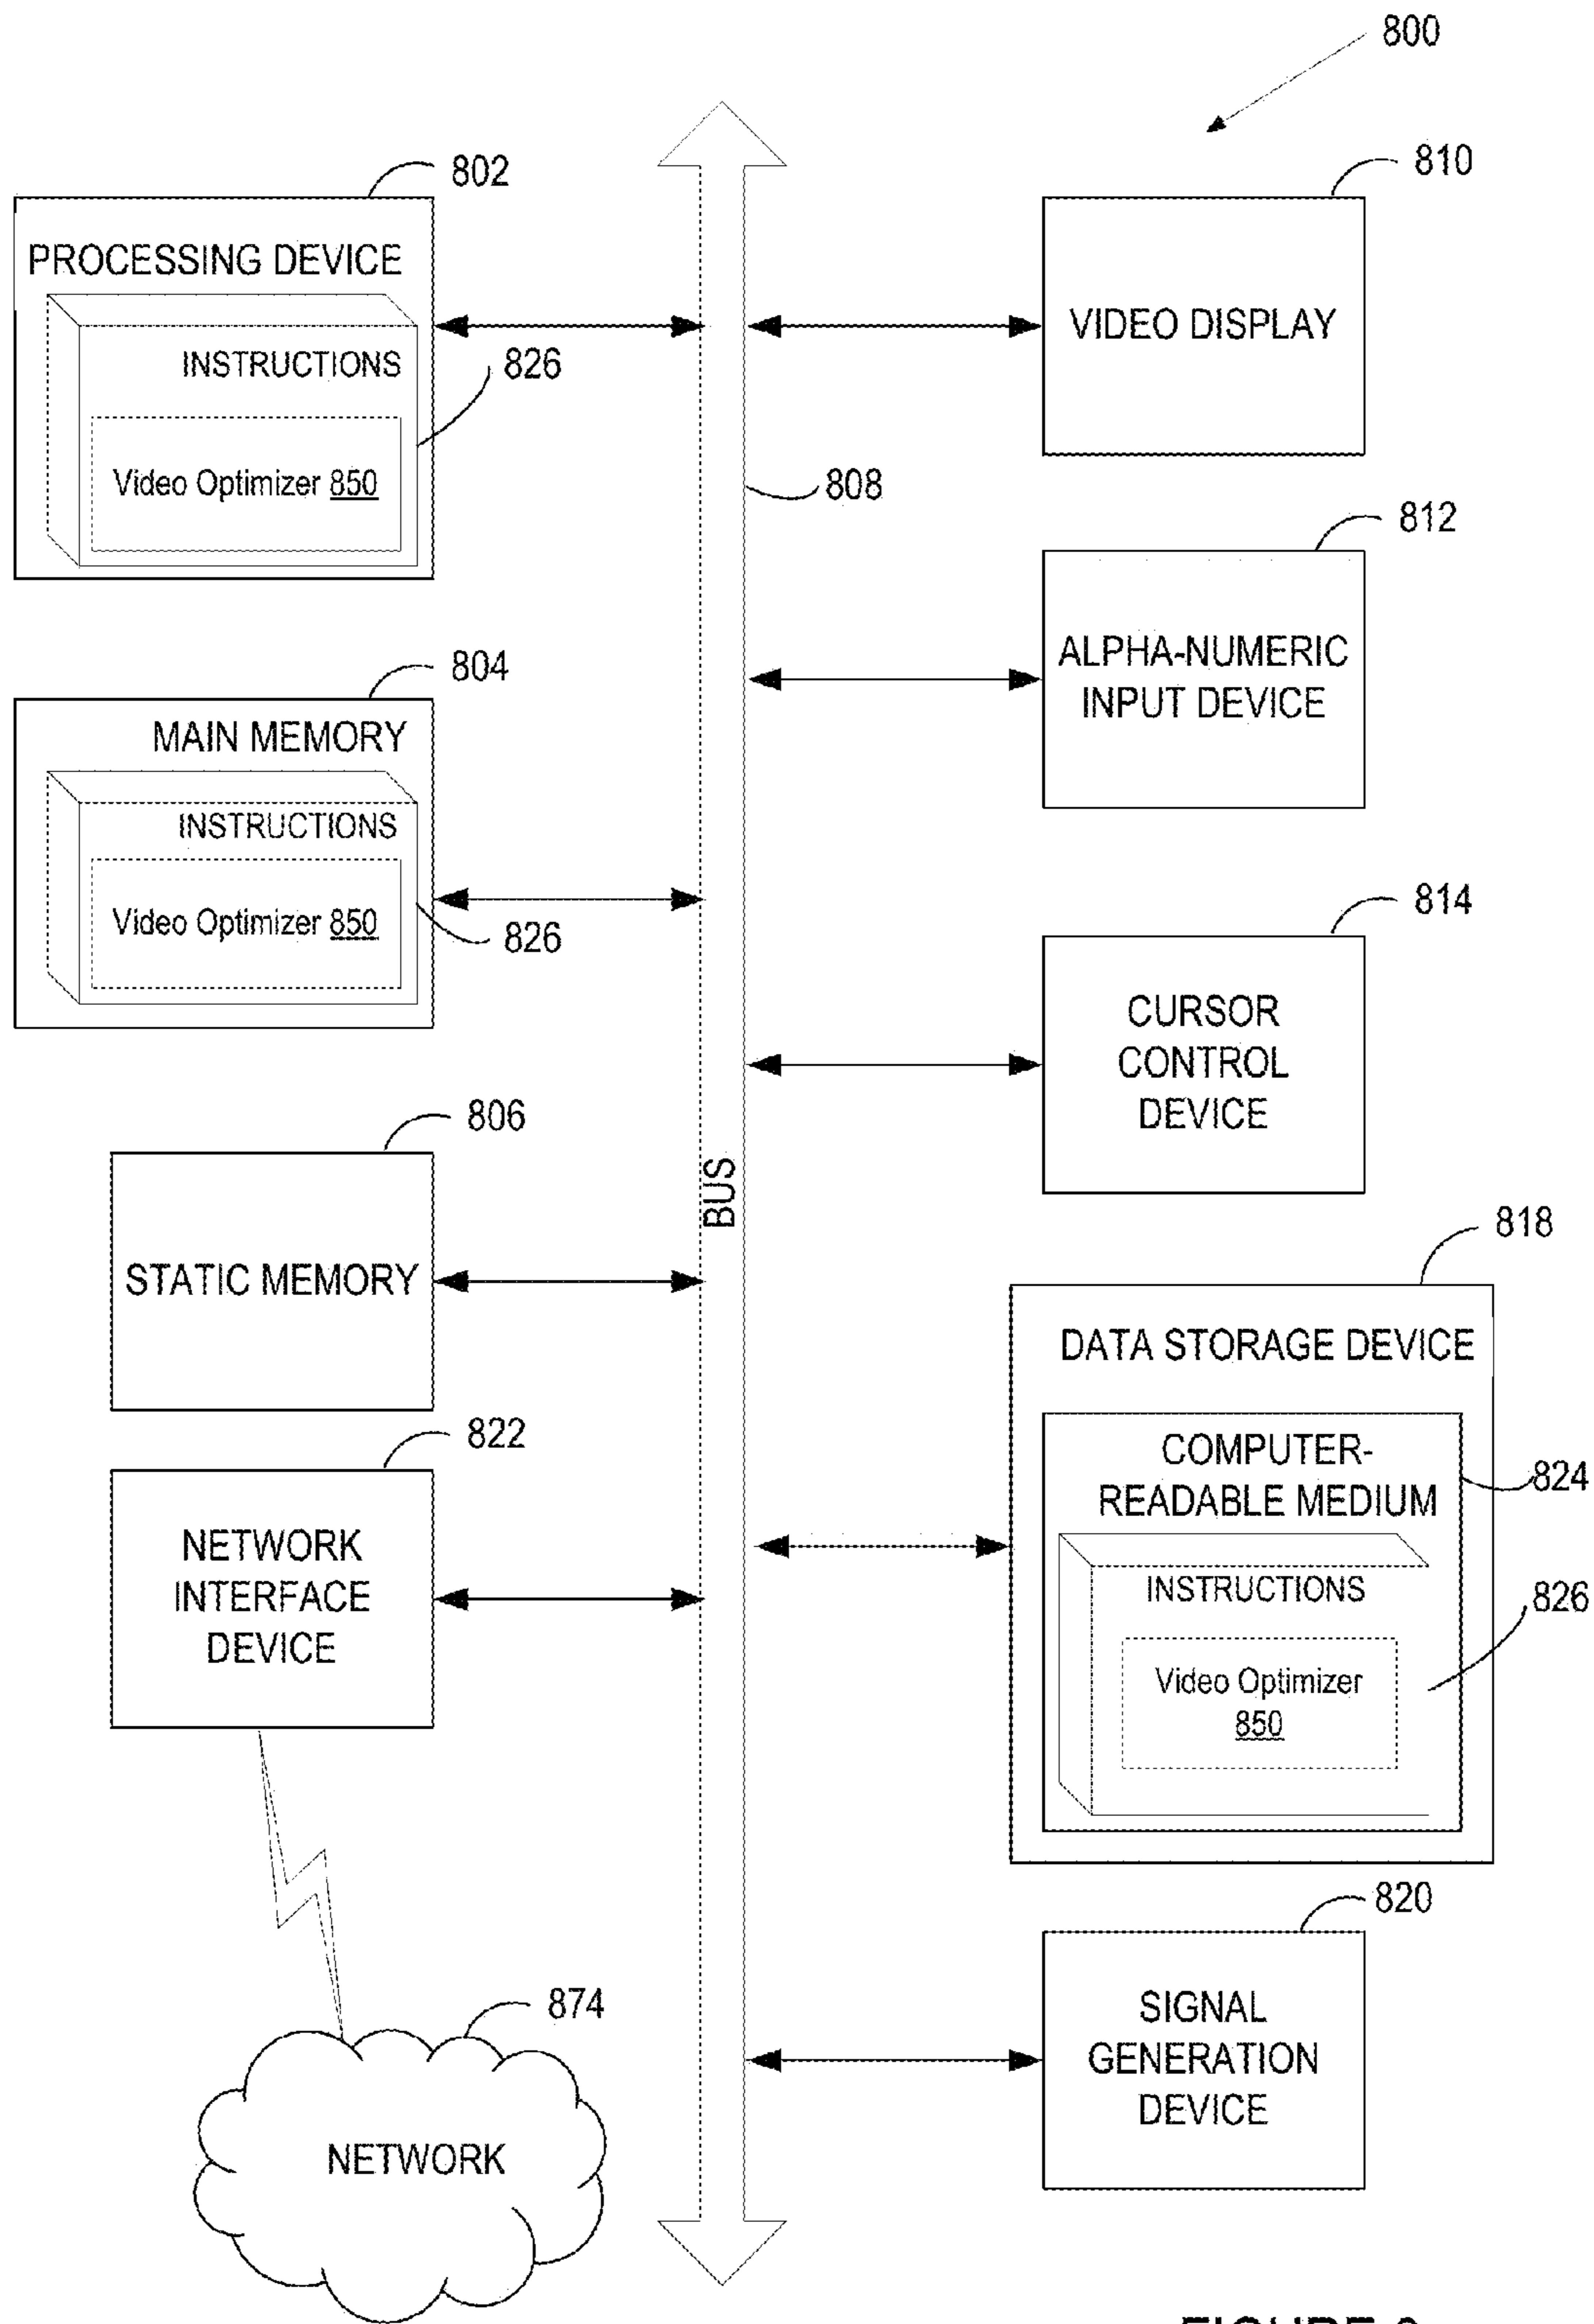 800
802
PROCESSING DEVICE
INSTRUCTIONS
826
Video Optimizer 850
804
MAIN MEMORY
INSTRUCTIONS
Video Optimizer 850
826
806
STATIC MEMORY
822
NETWORK
INTERFACE
DEVICE
874
NETWORK
808
BUS
810
VIDEO DISPLAY
812
ALPHA-NUMERIC
INPUT DEVICE
814
CURSOR
CONTROL
DEVICE
818
DATA STORAGE DEVICE
COMPUTER-
READABLE MEDIUM
824
INSTRUCTIONS
826
Video Optimizer
850
820
SIGNAL
GENERATION
DEVICE